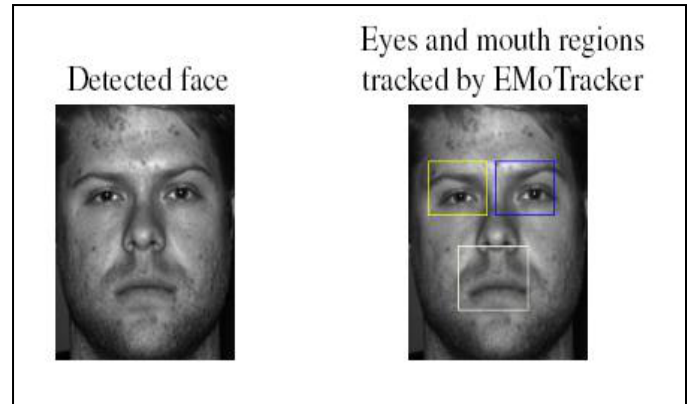 Detected face
Eyes and mouth regions
tracked by EMoTracker